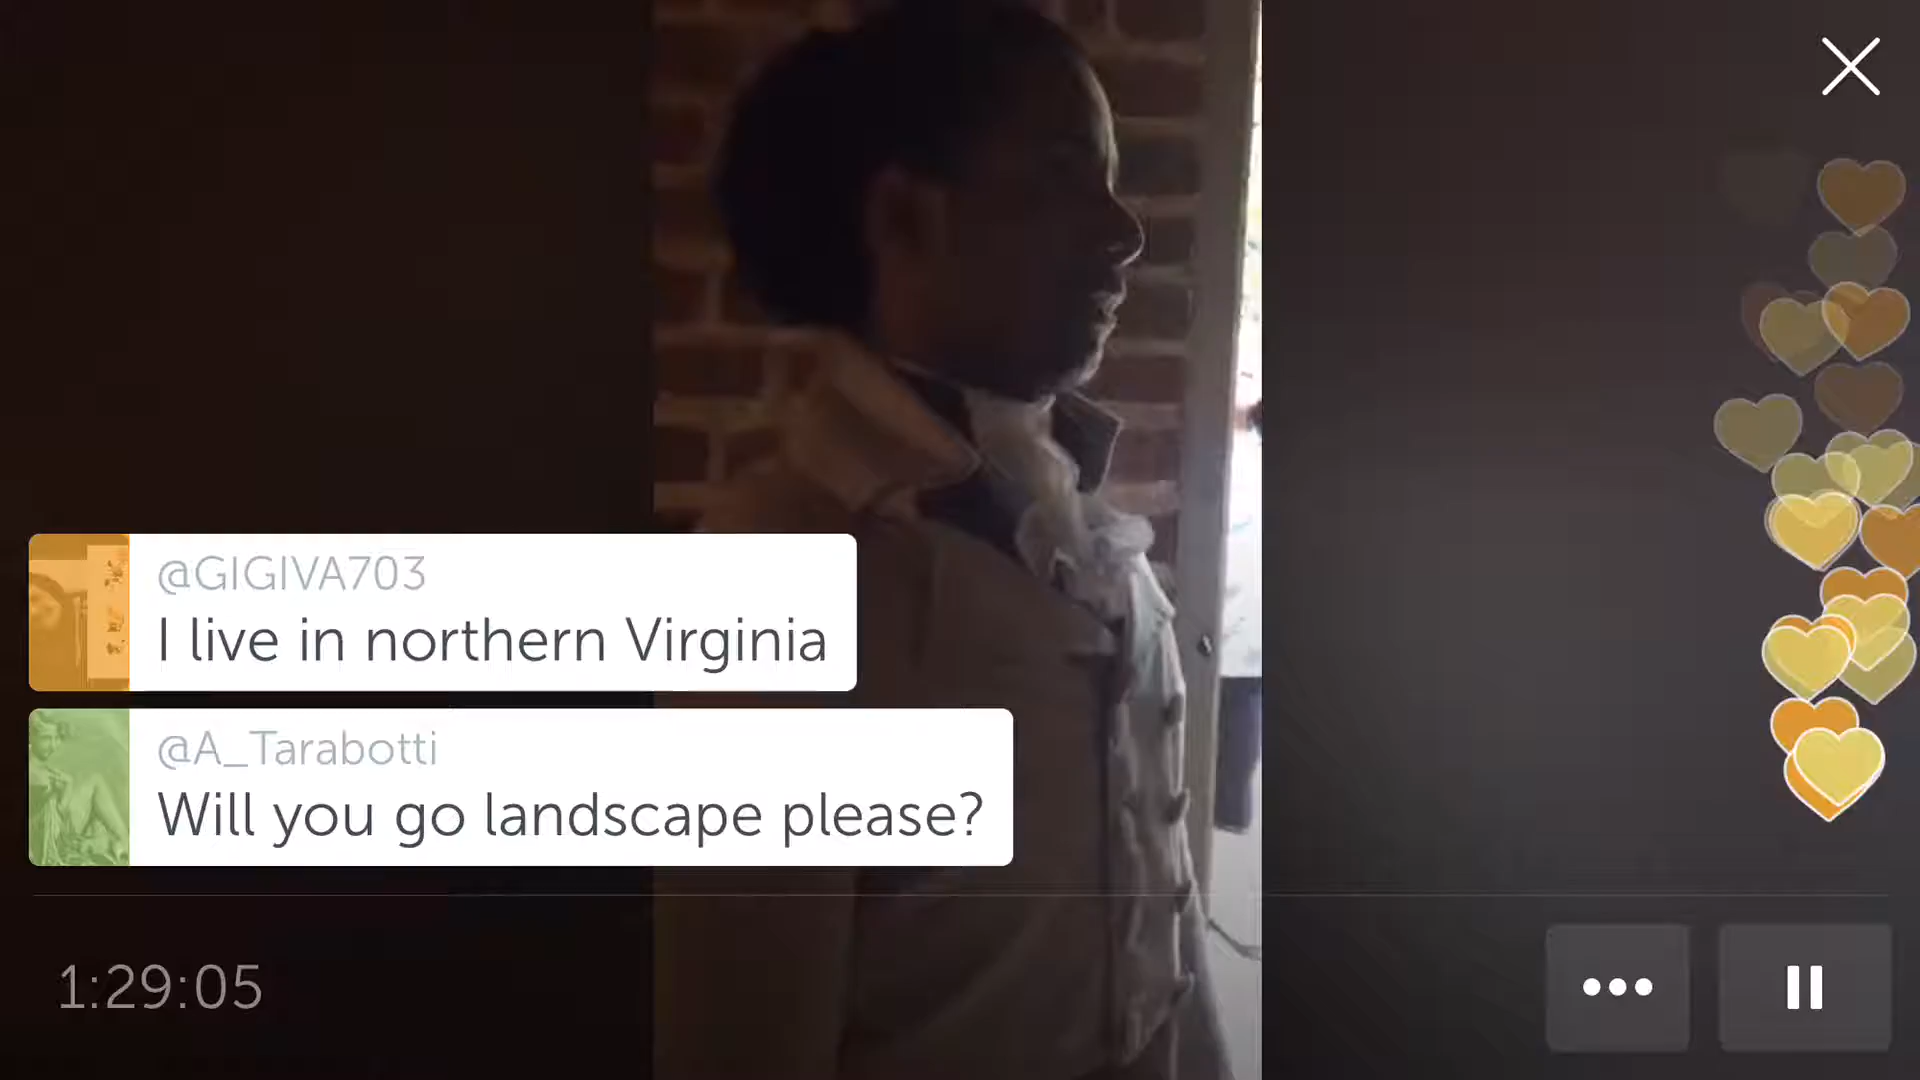 @GIGIVA703
I live in northern Virginia
@A_Tarabotti
Will you go landscape please?
1:29:05